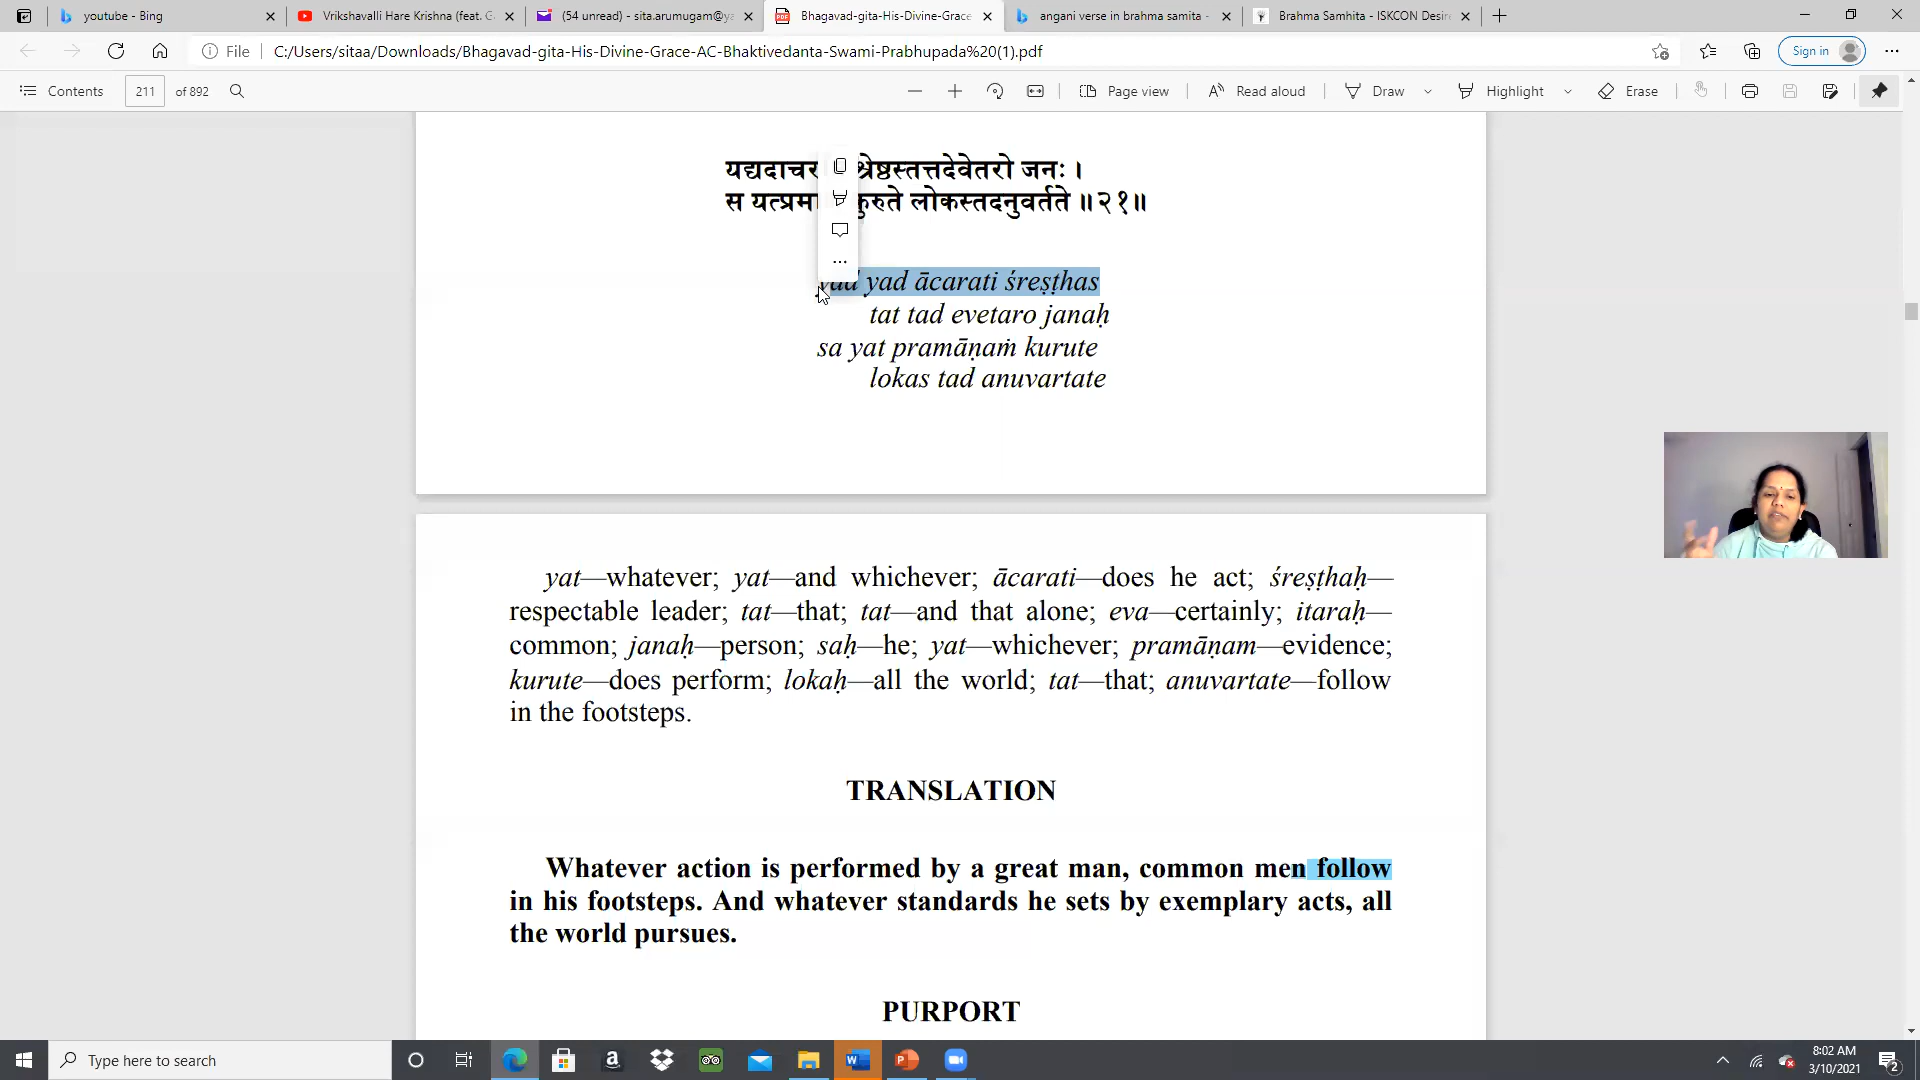 youtube - Bing
Vrikshavalli Hare Krishna (feat. G
(54 unread) - sita.arumugam@ya
Bhagavad-gita-His-Divine-Grace
angani verse in brahma samita -
Brahma Samhita - ISKCON Desire
File
C:/Users/sitaa/Downloads/Bhagavad-gita-His-Divine-Grace-AC-Bhaktivedanta-Swami-Prabhupada%20(1).pdf
Sign in
Contents
211
of 892
Page view
Read aloud
Draw
Highlight
Erase
श्रेष्ठस्तत्तदेवेतरो जनः ।
स कुरुते लोकस्तदनुवर्तते ॥२१॥
yad yad ācarati śreṣṭhas
tat tad evetaro janaḥ
sa yat pramāṇaṁ kurute
lokas tad anuvartate
yat—whatever; yat—and whichever; ācarati—does he act; śreṣṭhaḥ—
respectable leader; tat—that; tat—and that alone; eva—certainly; itaraḥ—
common; janaḥ—person; saḥ—he; yat—whichever; pramāṇam—evidence;
kurute—does perform; lokaḥ—all the world; tat—that; anuvartate—follow
in the footsteps.
TRANSLATION
Whatever action is performed by a great man, common men follow
in his footsteps. And whatever standards he sets by exemplary acts, all
the world pursues.
PURPORT
Type here to search
8:02 AM
3/10/2021
2